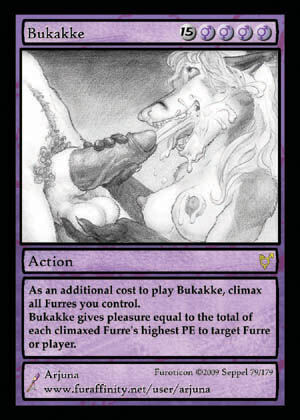 Bukakke 15
Action
As an additional cost to play Bukakke, climax
all Furres you control.
Bukakke gives pleasure equal to the total of
each climaxed Furre's highest PE to target Furre
or player.
Furoticon ©2009 Seppel 79/179
Arjuna
www.furaffinity.net/user/arjuna